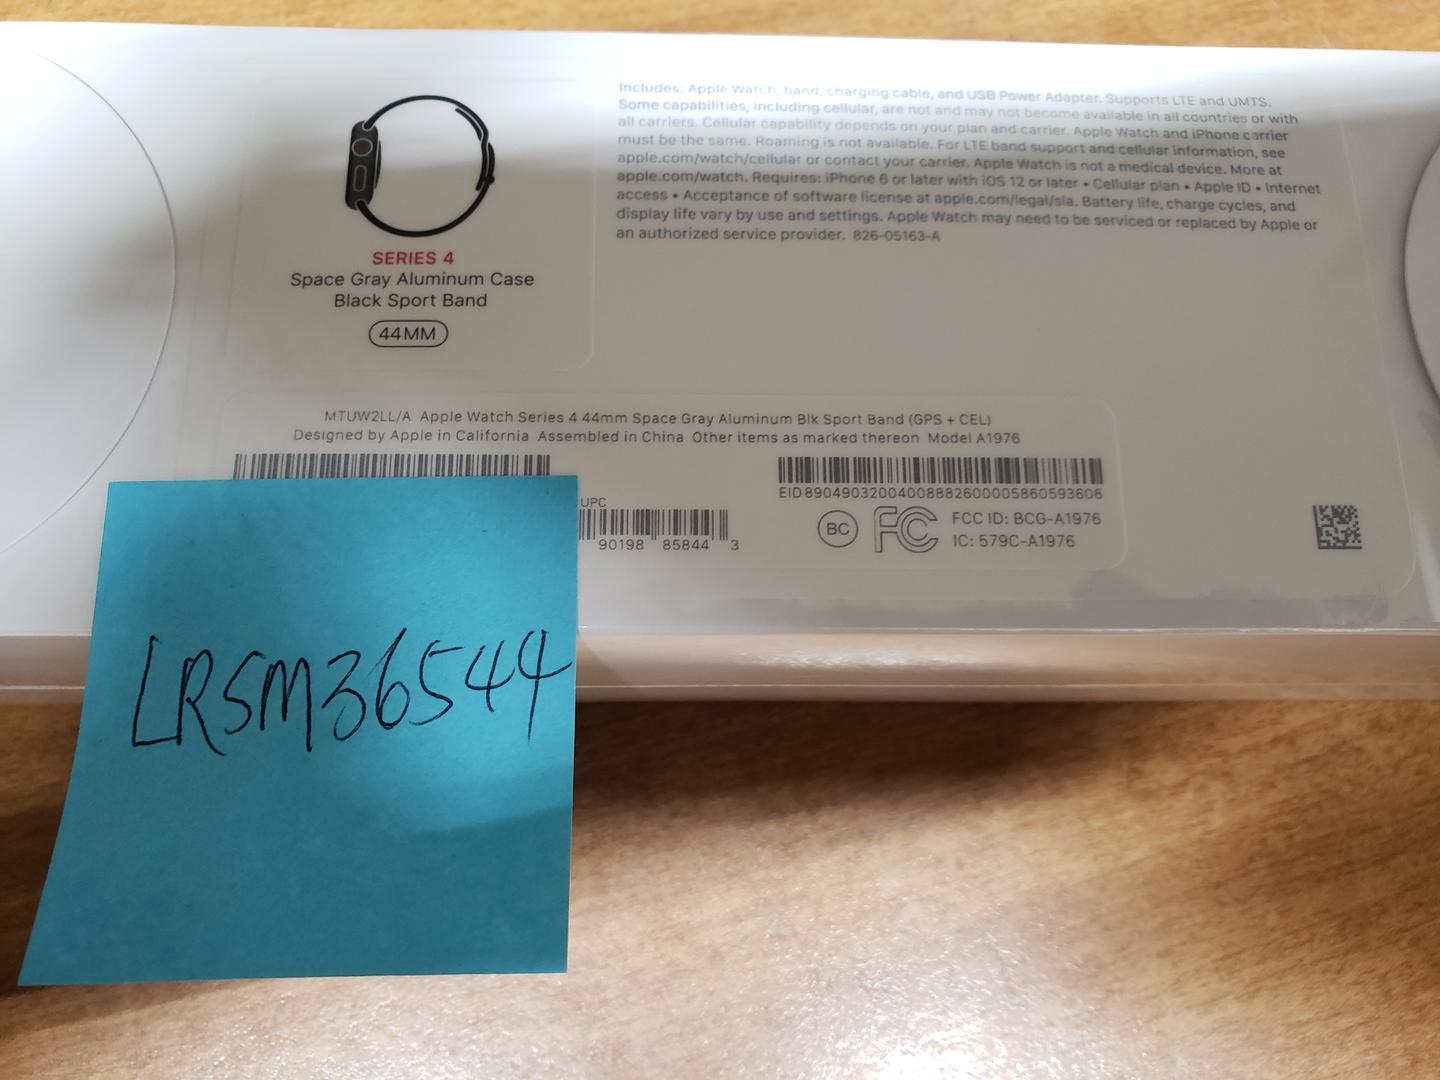 Includes: Apple Watch, band, charging cable, and USB Power Adapter. Supports LTE and UMTS.
Some capabilities, including cellular, are not and may not become available in all countries or with
all carriers. Cellular capability depends on your plan and carrier. Apple Watch and iPhone carrier
must be the same. Roaming is not available. For LTE band support and cellular information, see
apple.com/watch/cellular or contact your carrier. Apple Watch is not a medical device. More at
apple.com/watch. Requires: iPhone 6 or later with iOS 12 or later • Cellular plan • Apple ID • Internet
access • Acceptance of software license at apple.com/legal/sla. Battery life, charge cycles, and
display life vary by use and settings. Apple Watch may need to be serviced or replaced by Apple or
an authorized service provider. 826-05163-A
SERIES 4
Space Gray Aluminum Case
Black Sport Band
44MM
MTUW2LL/A Apple Watch Series 4 44mm Space Gray Aluminum Blk Sport Band (GPS + CEL)
Designed by Apple in California Assembled in China Other items as marked thereon Model A1976
EID 89049032004008882600005860593606
UPC
90198 85844 3
BC FC FCC ID: BCG-A1976
IC: 579C-A1976
LRSM36544